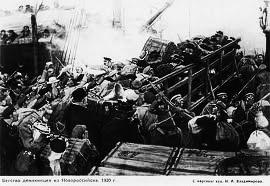 Бегство деникинцев из Новороссийска. 1920 г.
С картины худ. И. А. Владимирова.